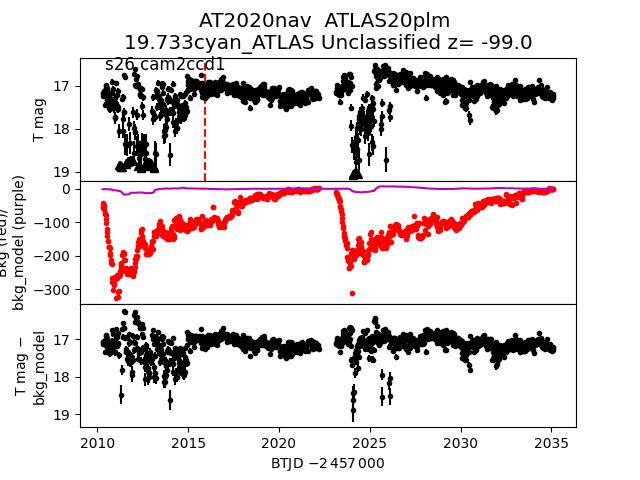 AT2020nav  ATLAS20plm
19.733cyan_ATLAS Unclassified z= -99.0
s26 cam2ccd1
T mag
17
18
19
Bkg (red)/
bkg_model (purple)
0
−100
−200
−300
T mag −
bkg_model
17
18
19
2010 2015 2020 2025 2030 2035
BTJD −2 457 000